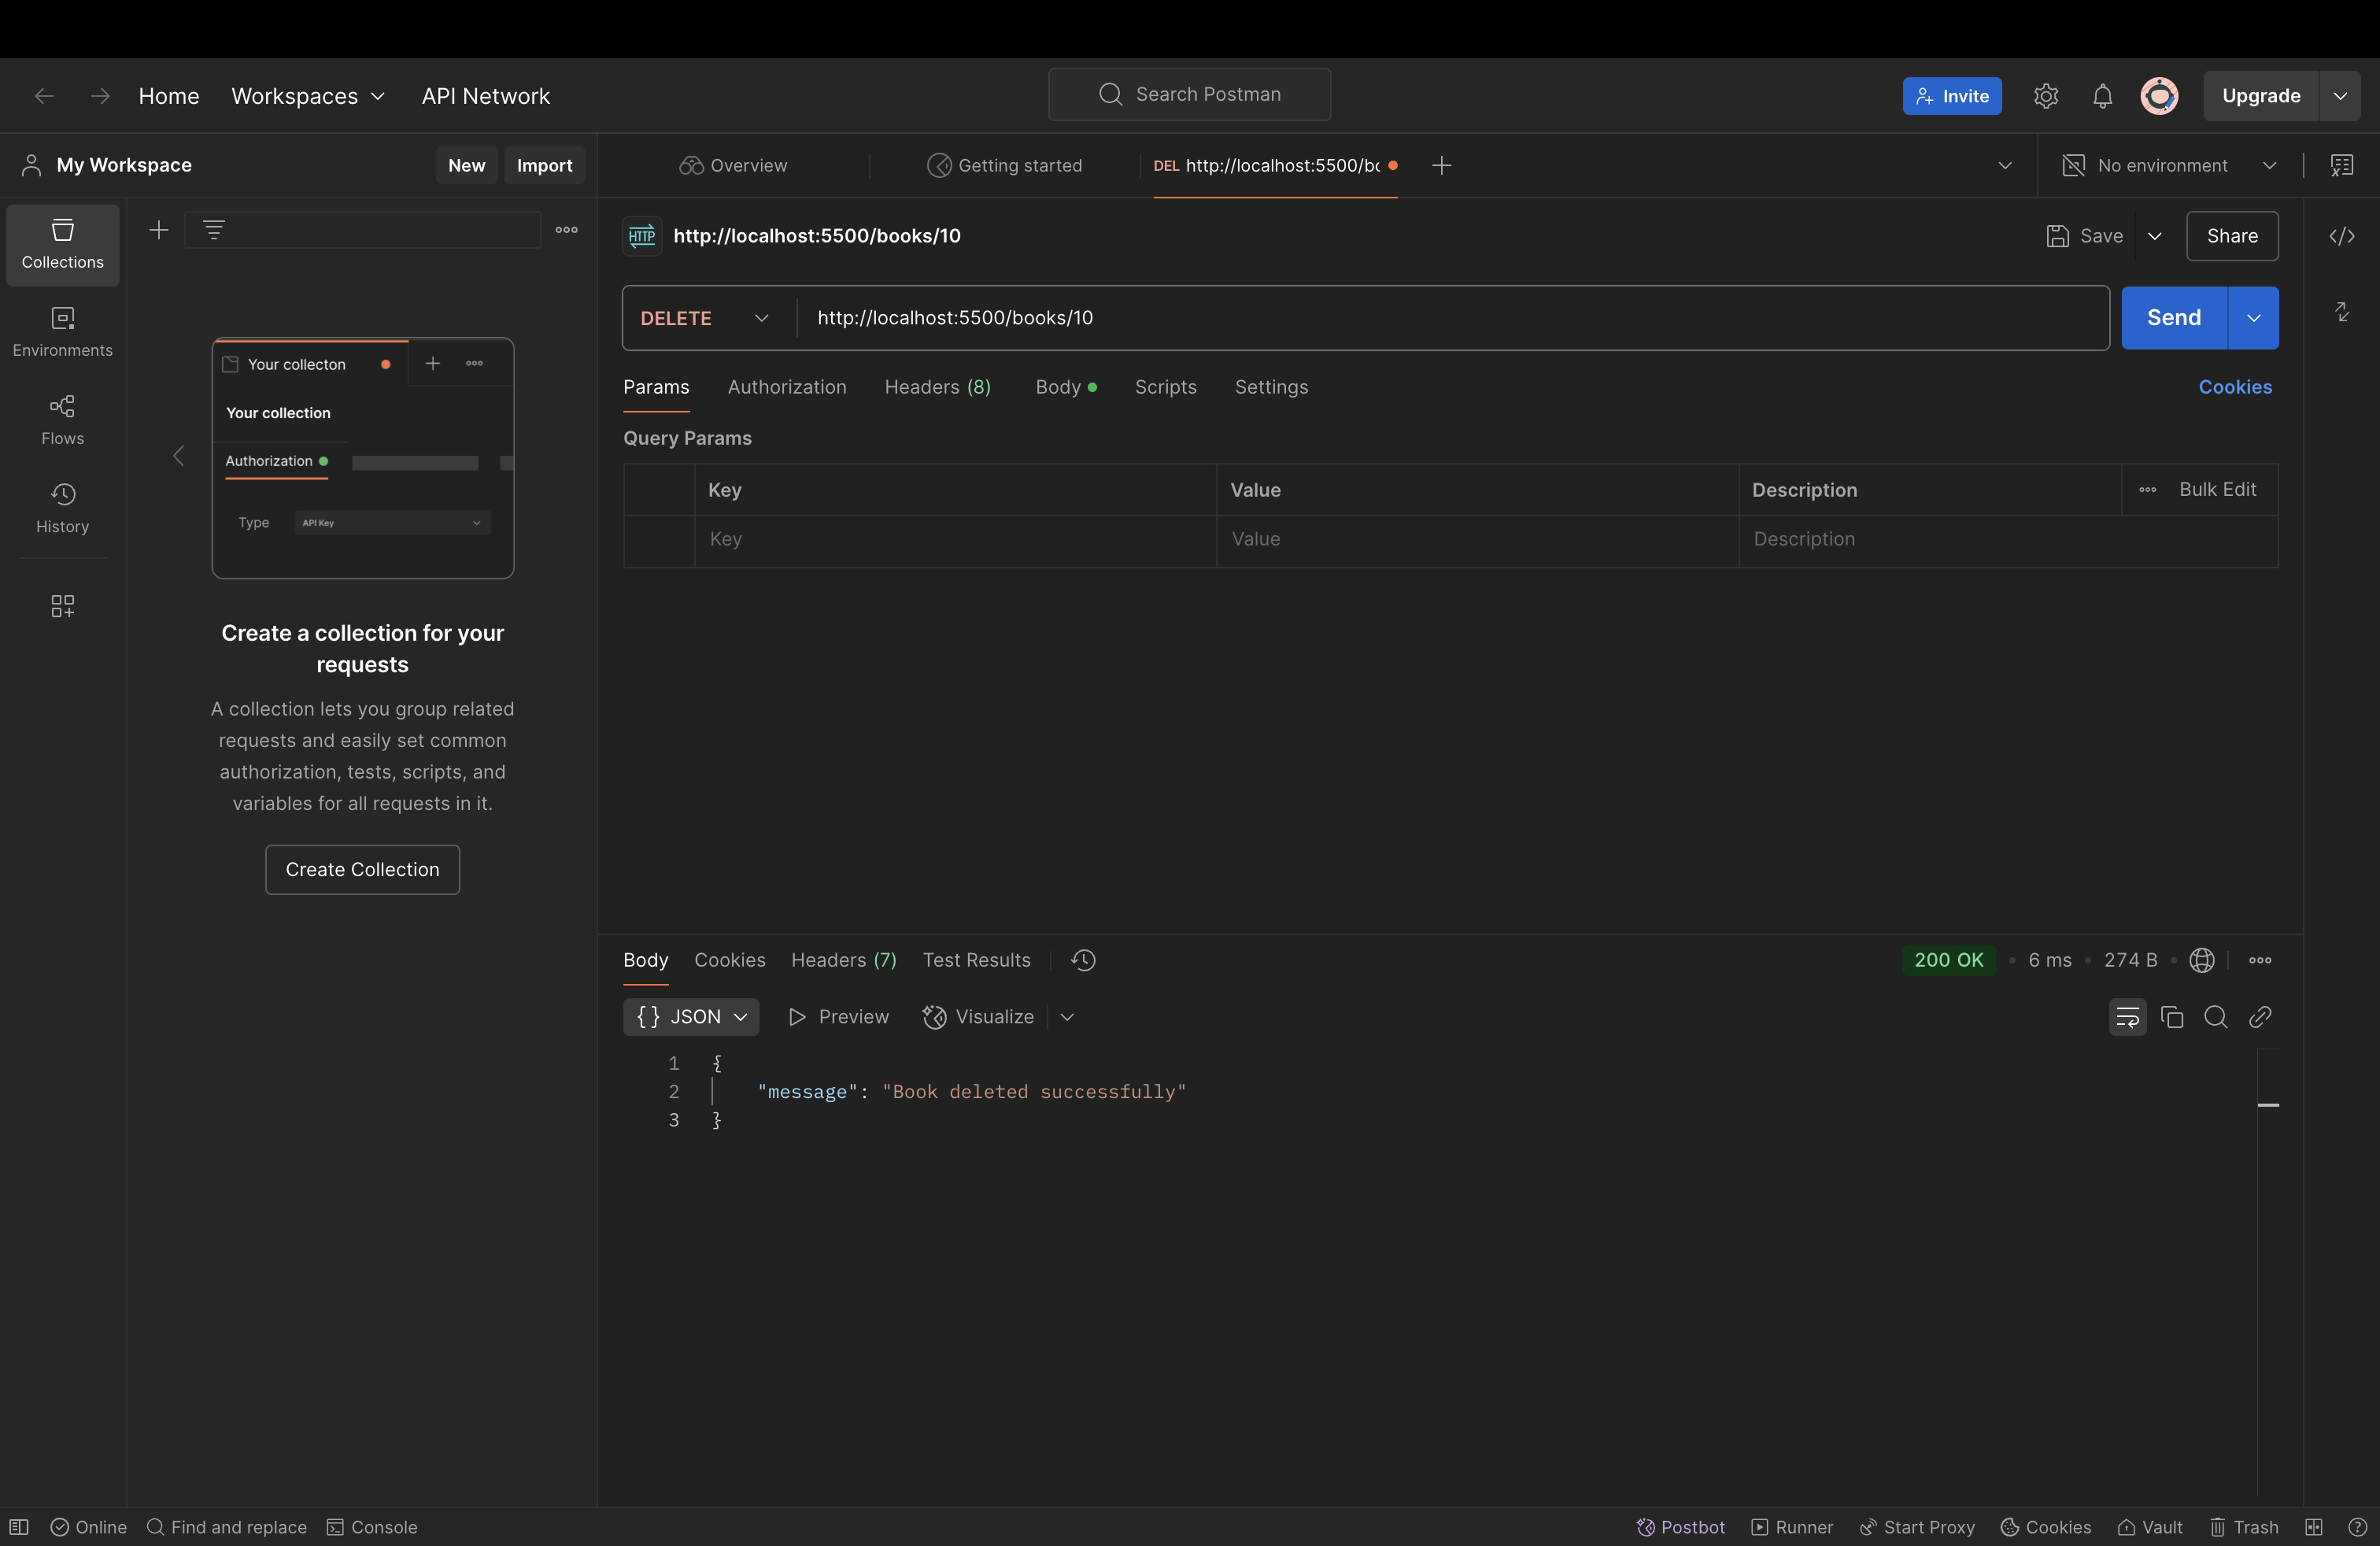 Home Workspaces API Network
Search Postman
Invite
Upgrade
My Workspace
New Import
Overview
Getting started
DEL http://localhost:5500/bo
No environment
Collections
Environments
Flows
History
Your collecton
Your collection
Authorization
Type API Key
Create a collection for your
requests
A collection lets you group related
requests and easily set common
authorization, tests, scripts, and
variables for all requests in it.
Create Collection
HTTP http://localhost:5500/books/10
Save Share
DELETE http://localhost:5500/books/10
Send
Params Authorization Headers (8) Body Scripts Settings
Cookies
Query Params
Key Value Description Bulk Edit
Key Value Description
Body Cookies Headers (7) Test Results
200 OK • 6 ms • 274 B •
{ } JSON Preview Visualize
1 {
2 "message": "Book deleted successfully"
3 }
Online Find and replace Console
Postbot Runner Start Proxy Cookies Vault Trash